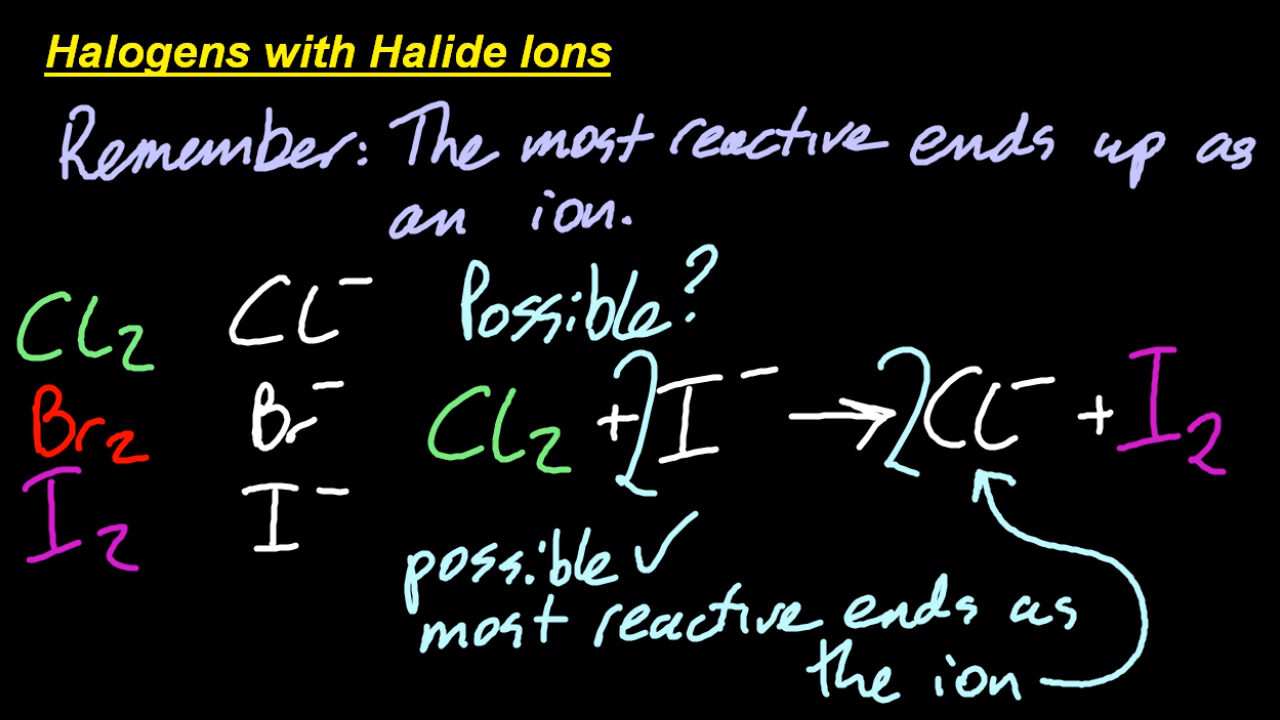 Halogens with Halide Ions
Remember: The most reactive ends up as
an ion.
Cl2 Cl⁻
Br2 Br⁻
I2 I⁻
Possible?
Cl2 + 2I⁻ → 2Cl⁻ + I2
possible ✓
most reactive ends as
the ion